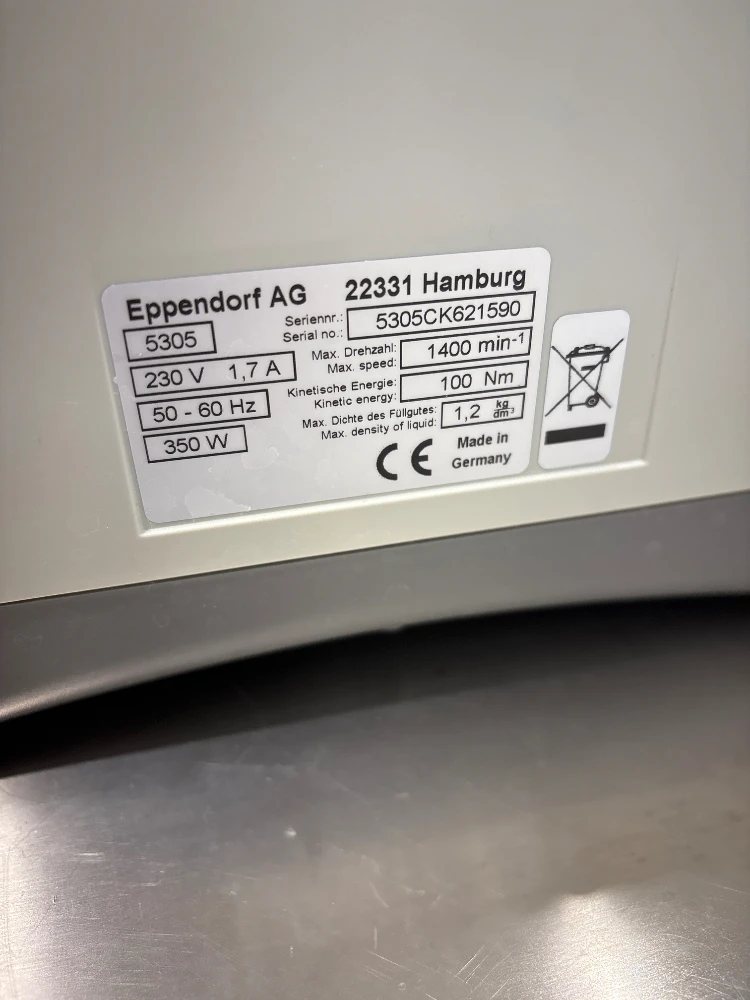 Eppendorf AG 22331 Hamburg
5305
Seriennr.:
Serial no.: 5305CK621590
230 V 1,7 A
Max. Drehzahl:
Max. speed: 1400 min-1
50 - 60 Hz
Kinetische Energie:
Kinetic energy: 100 Nm
350 W
Max. Dichte des Füllgutes:
Max. density of liquid: 1,2 kg/dm³
CE
Made in
Germany